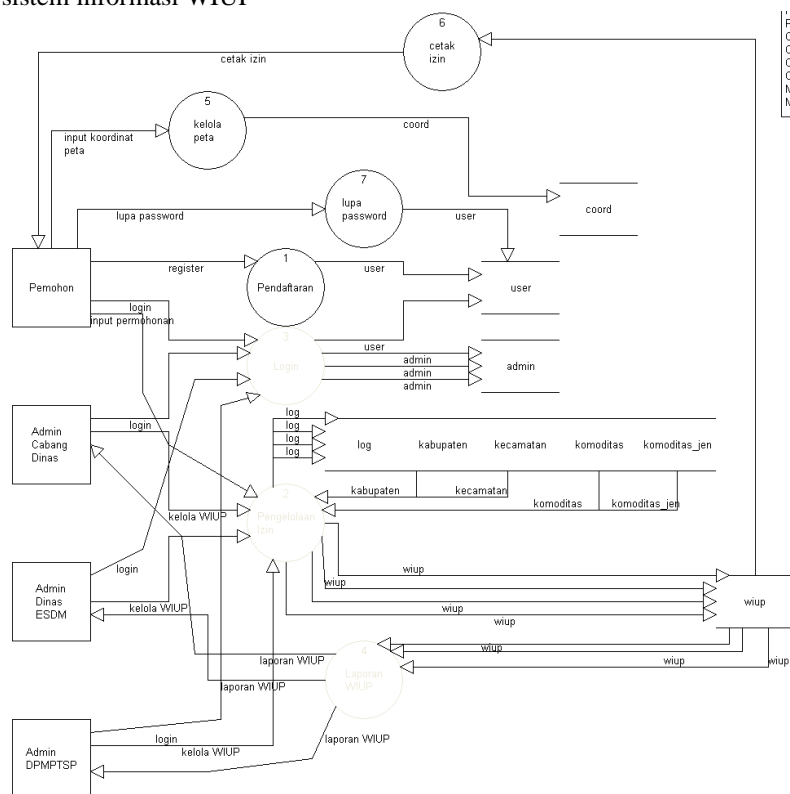 sistem informasi WIUP
6
cetak
izin
cetak izin
5
kelola
peta
coord
input koordinat
peta
7
lupa
password
lupa password
user
coord
Pemohon
register
1
Pendaftaran
user
user
login
input permohonan
3
Login
user
admin
admin
admin
admin
Admin
Cabang
Dinas
login
log
log
log
log
log
kabupaten
kecamatan
komoditas
komoditas_jen
kabupaten
kecamatan
komoditas
komoditas_jen
2
Pengelolaan
Izin
kelola WIUP
Admin
Dinas
ESDM
login
kelola WIUP
wiup
wiup
wiup
wiup
wiup
wiup
wiup
wiup
4
Laporan
WIUP
laporan WIUP
laporan WIUP
laporan WIUP
Admin
DPMPTSP
login
kelola WIUP